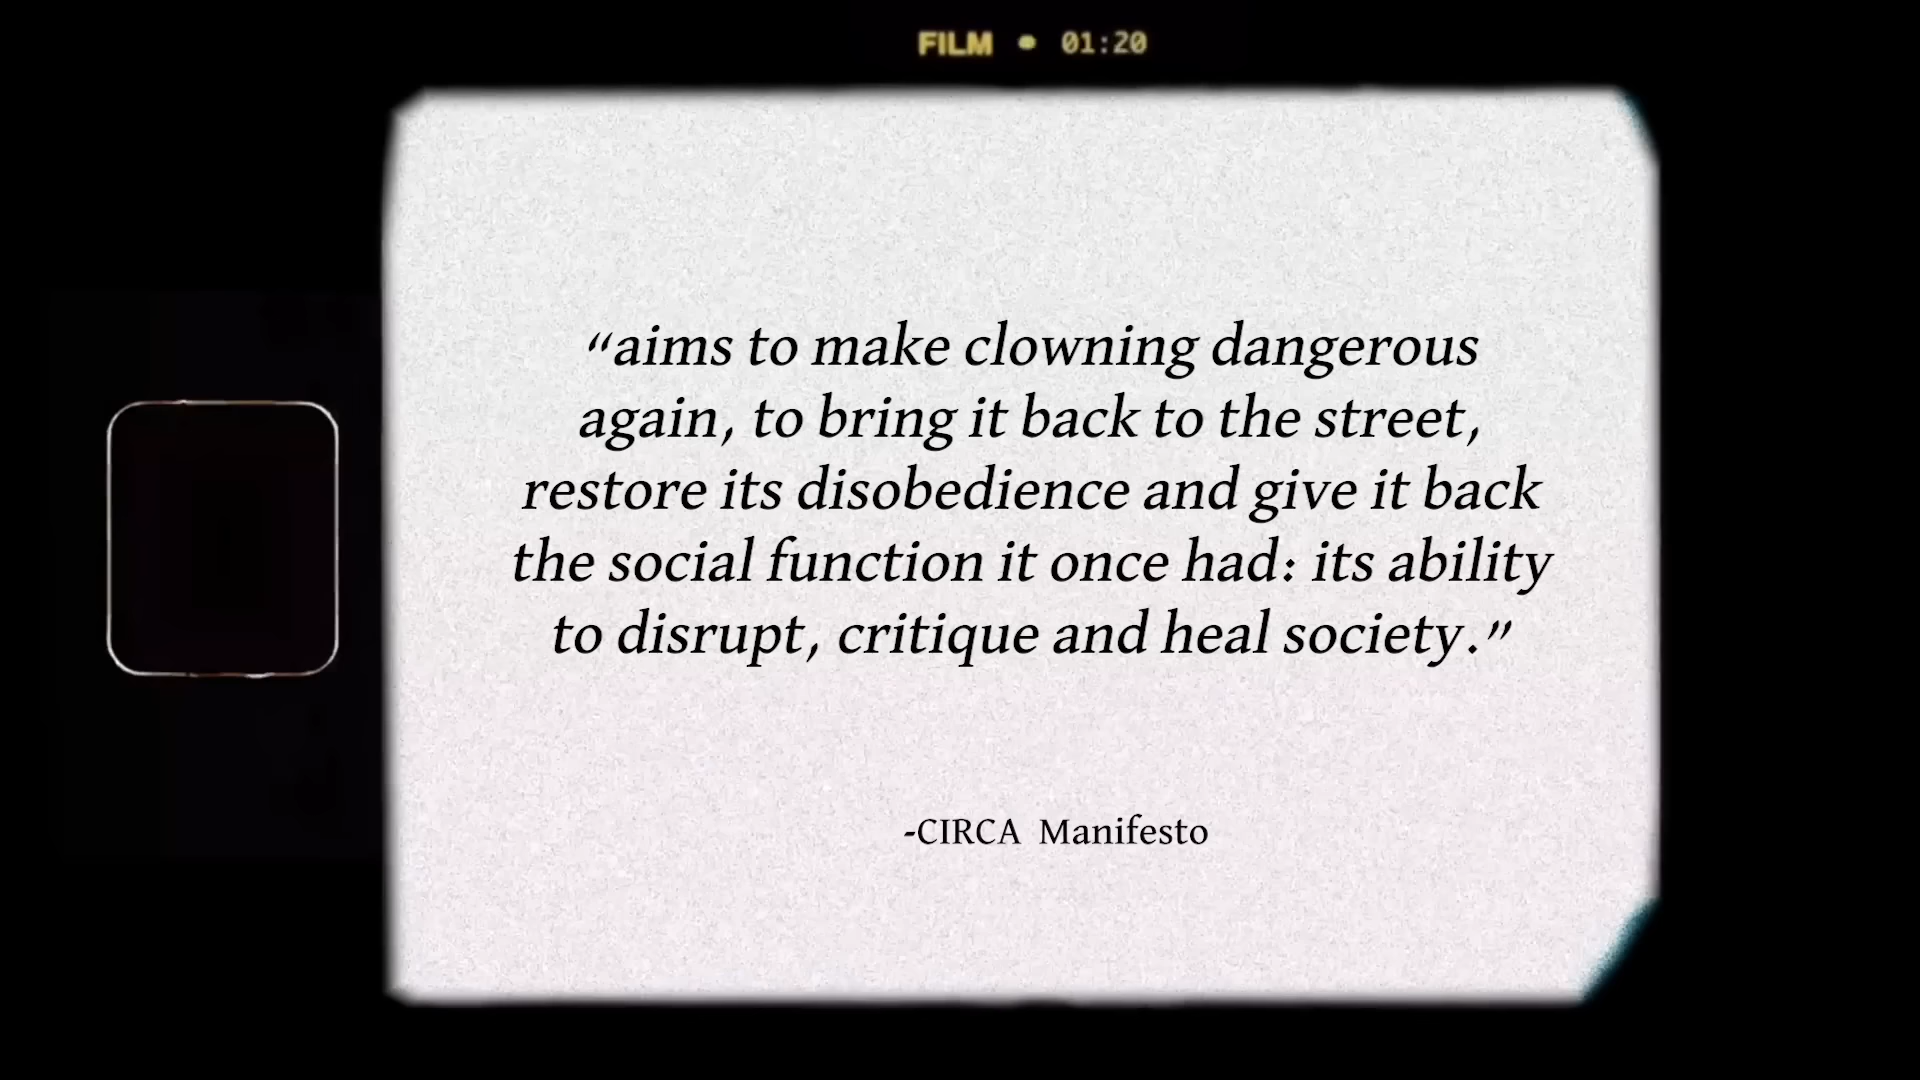 FILM • 01:20
“aims to make clowning dangerous
again, to bring it back to the street,
restore its disobedience and give it back
the social function it once had: its ability
to disrupt, critique and heal society.”
-CIRCA Manifesto